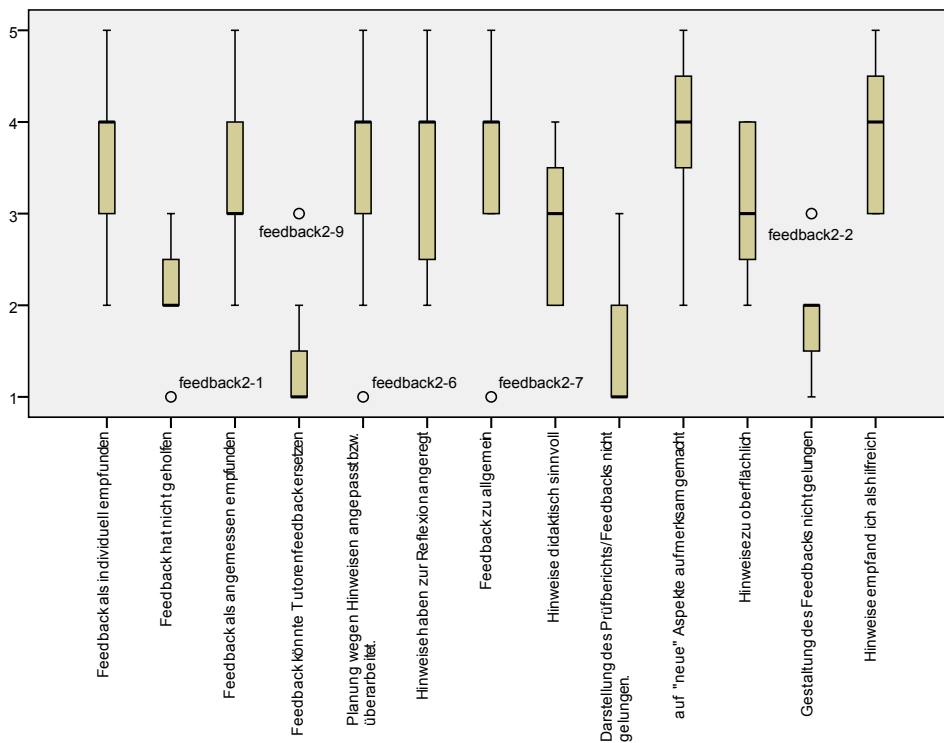 5
4
3
2
1
feedback2-9
feedback2-2
feedback2-1
feedback2-6
feedback2-7
Feedback als individuell empfunden
Feedback hat nicht geholfen
Feedback als angemessen empfunden
Feedback könnte Tutorenfeedback ersetzen
Planung wegen Hinweisen angepasst bzw.
überarbeitet.
Hinweise haben zur Reflexion angeregt
Feedback zu allgemein
Hinweise didaktisch sinnvoll
Darstellung des Prüfberichts/Feedbacks nicht
gelungen.
auf "neue" Aspekte aufmerksam gemacht
Hinweise zu oberflächlich
Gestaltung des Feedbacks nicht gelungen
Hinweise empfand ich als hilfreich